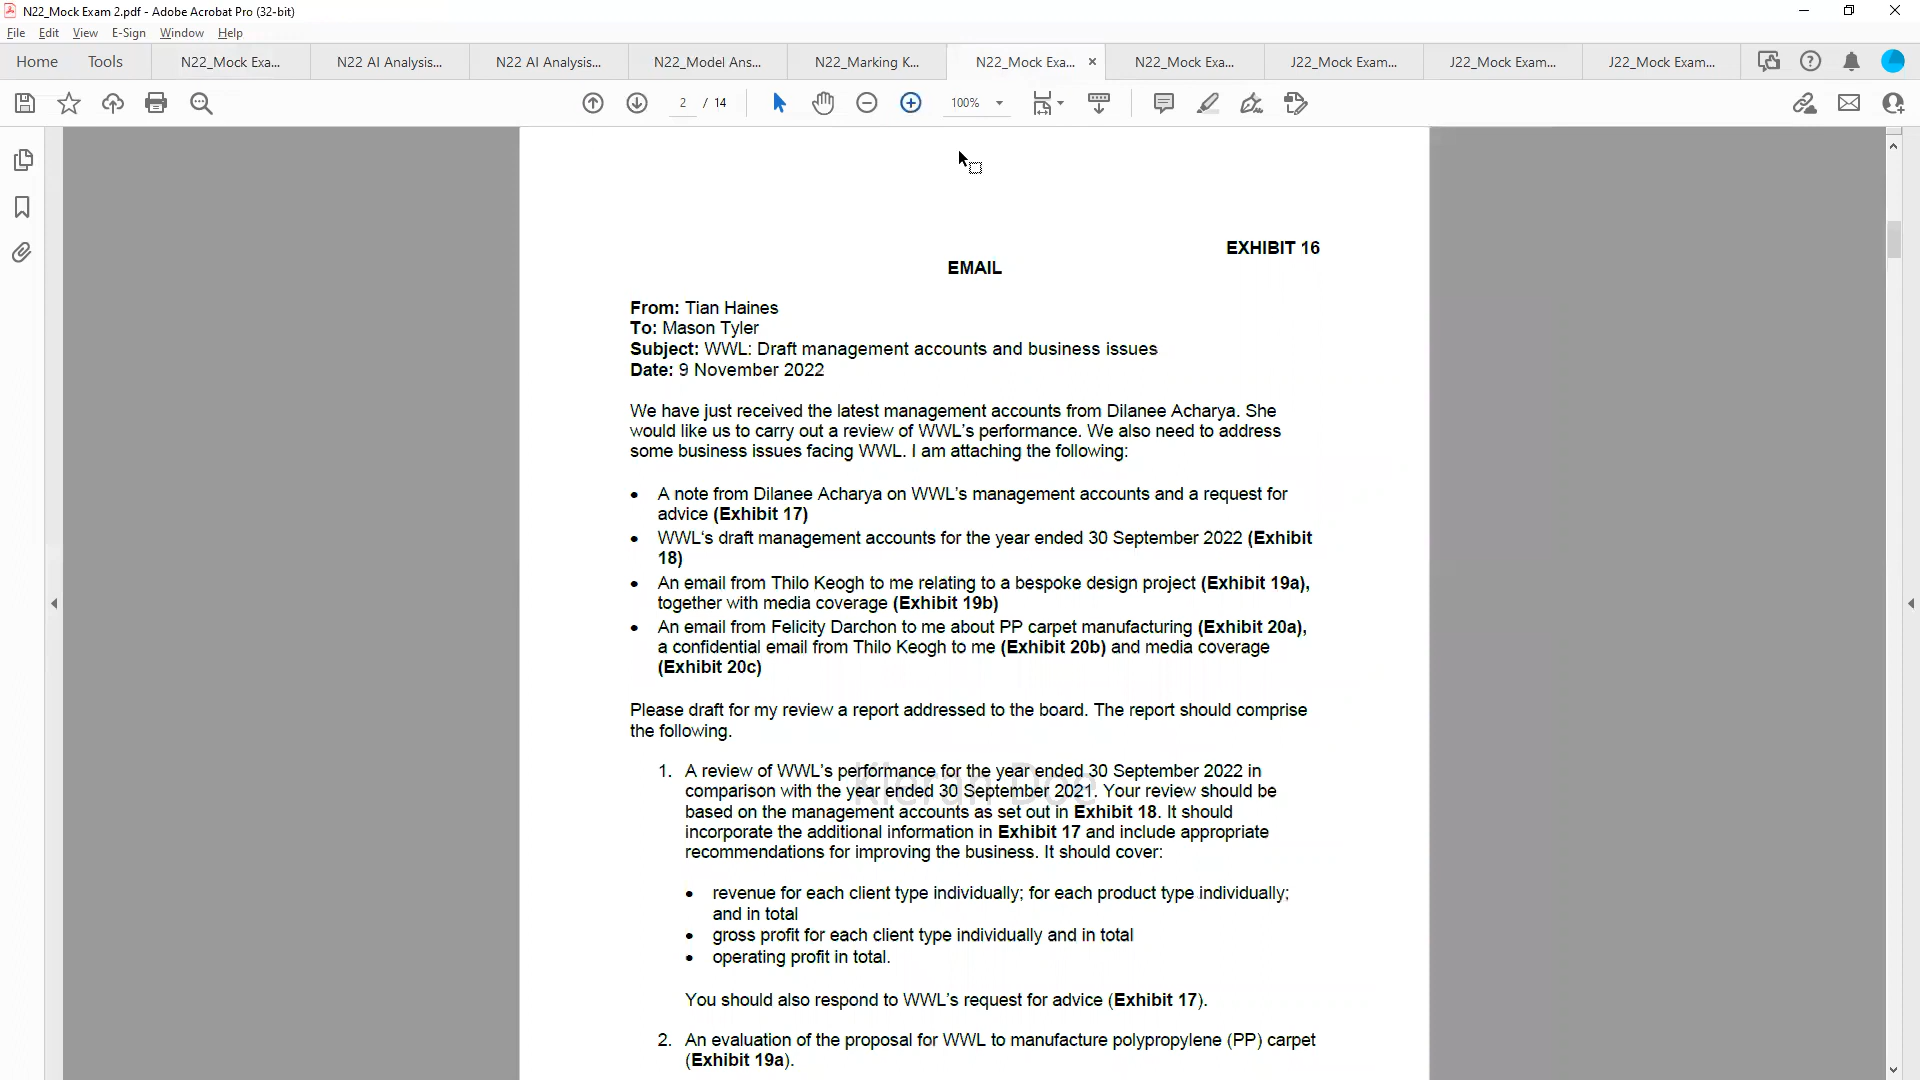 N22_Mock Exam 2.pdf - Adobe Acrobat Pro (32-bit)
File Edit View E-Sign Window Help
Home Tools N22_Mock Exa... N22 AI Analysis... N22 AI Analysis... N22_Model Ans... N22_Marking K... N22_Mock Exa... × N22_Mock Exa... J22_Mock Exam... J22_Mock Exam... J22_Mock Exam...
2 / 14 100%
EXHIBIT 16
EMAIL
From: Tian Haines
To: Mason Tyler
Subject: WWL: Draft management accounts and business issues
Date: 9 November 2022
We have just received the latest management accounts from Dilanee Acharya. She
would like us to carry out a review of WWL's performance. We also need to address
some business issues facing WWL. I am attaching the following:
• A note from Dilanee Acharya on WWL's management accounts and a request for
advice (Exhibit 17)
• WWL's draft management accounts for the year ended 30 September 2022 (Exhibit
18)
• An email from Thilo Keogh to me relating to a bespoke design project (Exhibit 19a),
together with media coverage (Exhibit 19b)
• An email from Felicity Darchon to me about PP carpet manufacturing (Exhibit 20a),
a confidential email from Thilo Keogh to me (Exhibit 20b) and media coverage
(Exhibit 20c)
Please draft for my review a report addressed to the board. The report should comprise
the following.
Kieran Doe
1. A review of WWL's performance for the year ended 30 September 2022 in
comparison with the year ended 30 September 2021. Your review should be
based on the management accounts as set out in Exhibit 18. It should
incorporate the additional information in Exhibit 17 and include appropriate
recommendations for improving the business. It should cover:
• revenue for each client type individually; for each product type individually;
and in total
• gross profit for each client type individually and in total
• operating profit in total.
You should also respond to WWL's request for advice (Exhibit 17).
2. An evaluation of the proposal for WWL to manufacture polypropylene (PP) carpet
(Exhibit 19a).